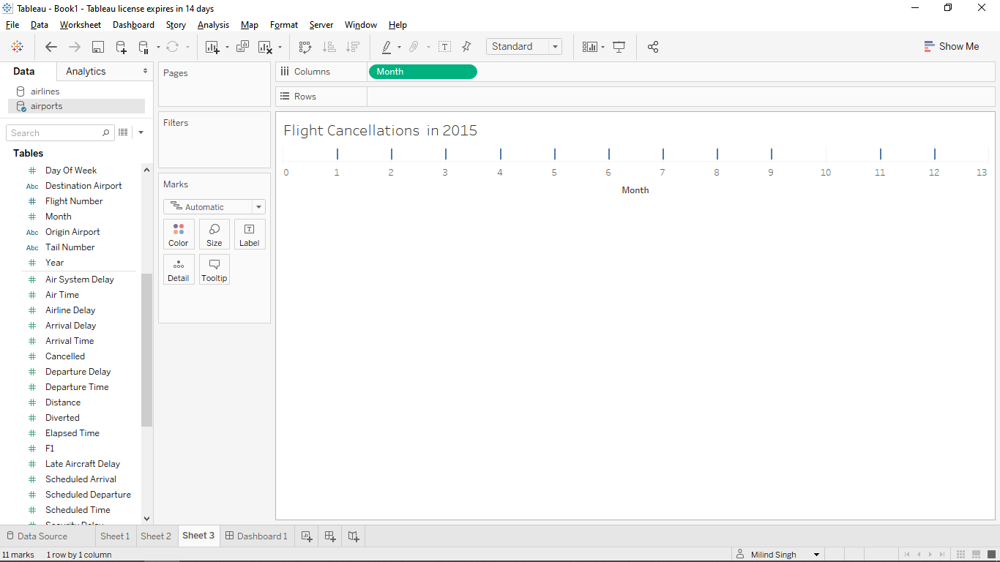 Tableau - Book1 - Tableau license expires in 14 days
File Data Worksheet Dashboard Story Analysis Map Format Server Window Help
Standard
Show Me
Data Analytics
airlines
airports
Search
Tables
# Day Of Week
Abc Destination Airport
# Flight Number
# Month
Abc Origin Airport
Abc Tail Number
# Year
# Air System Delay
# Air Time
# Airline Delay
# Arrival Delay
# Arrival Time
# Cancelled
# Departure Delay
# Departure Time
# Distance
# Diverted
# Elapsed Time
# F1
# Late Aircraft Delay
# Scheduled Arrival
# Scheduled Departure
# Scheduled Time
Security Delay
Pages
Filters
Marks
Automatic
Color Size T Label
Detail Tooltip
Columns Month
Rows
Flight Cancellations in 2015
0 1 2 3 4 5 6 7 8 9 10 11 12 13
Month
Data Source Sheet 1 Sheet 2 Sheet 3 Dashboard 1
11 marks 1 row by 1 column Milind Singh